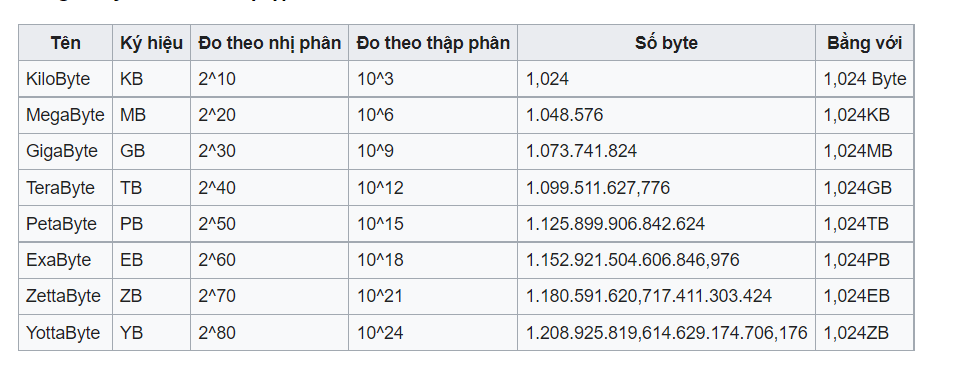 Tên Ký hiệu Đo theo nhị phân Đo theo thập phân Số byte Bằng với
KiloByte KB 2^10 10^3 1,024 1,024 Byte
MegaByte MB 2^20 10^6 1.048.576 1,024KB
GigaByte GB 2^30 10^9 1.073.741.824 1,024MB
TeraByte TB 2^40 10^12 1.099.511.627,776 1,024GB
PetaByte PB 2^50 10^15 1.125.899.906.842.624 1,024TB
ExaByte EB 2^60 10^18 1.152.921.504.606.846,976 1,024PB
ZettaByte ZB 2^70 10^21 1.180.591.620,717.411.303.424 1,024EB
YottaByte YB 2^80 10^24 1.208.925.819,614.629.174.706,176 1,024ZB